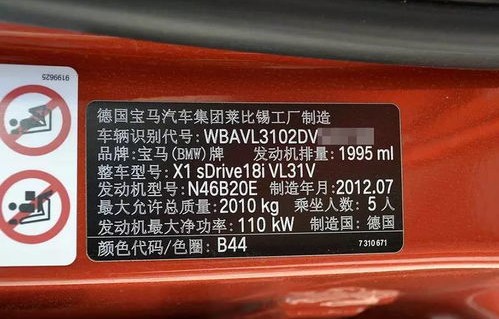 9199625
德国宝马汽车集团莱比锡工厂制造
车辆识别代号: WBAVL3102DV
品牌: 宝马(BMW)牌 发动机排量: 1995 ml
整车型号: X1 sDrive18i VL31V
发动机型号: N46B20E 制造年月: 2012.07
最大允许总质量: 2010 kg 乘坐人数: 5 人
发动机最大净功率: 110 kW 制造国: 德国
颜色代码/色圈: B44 7 310 671